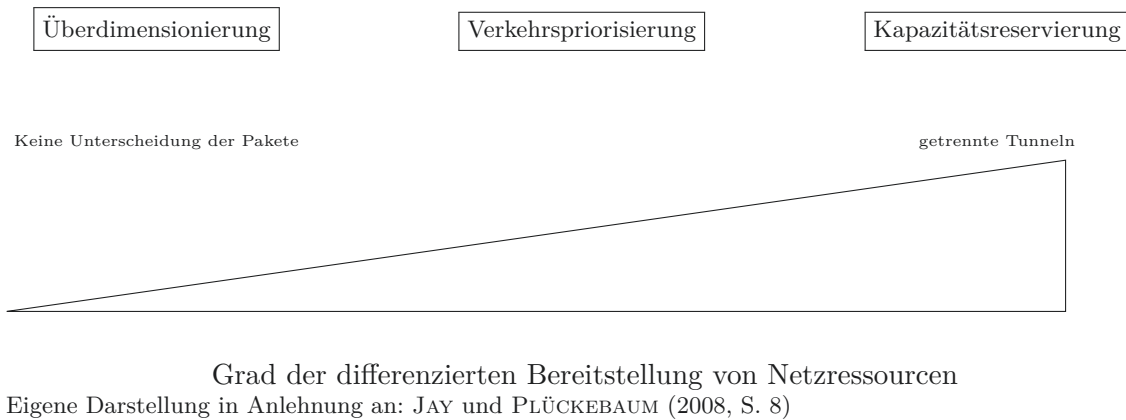 Überdimensionierung Verkehrspriorisierung Kapazitätsreservierung
Keine Unterscheidung der Pakete getrennte Tunneln
Grad der differenzierten Bereitstellung von Netzressourcen
Eigene Darstellung in Anlehnung an: JAY und PLÜCKEBAUM (2008, S. 8)